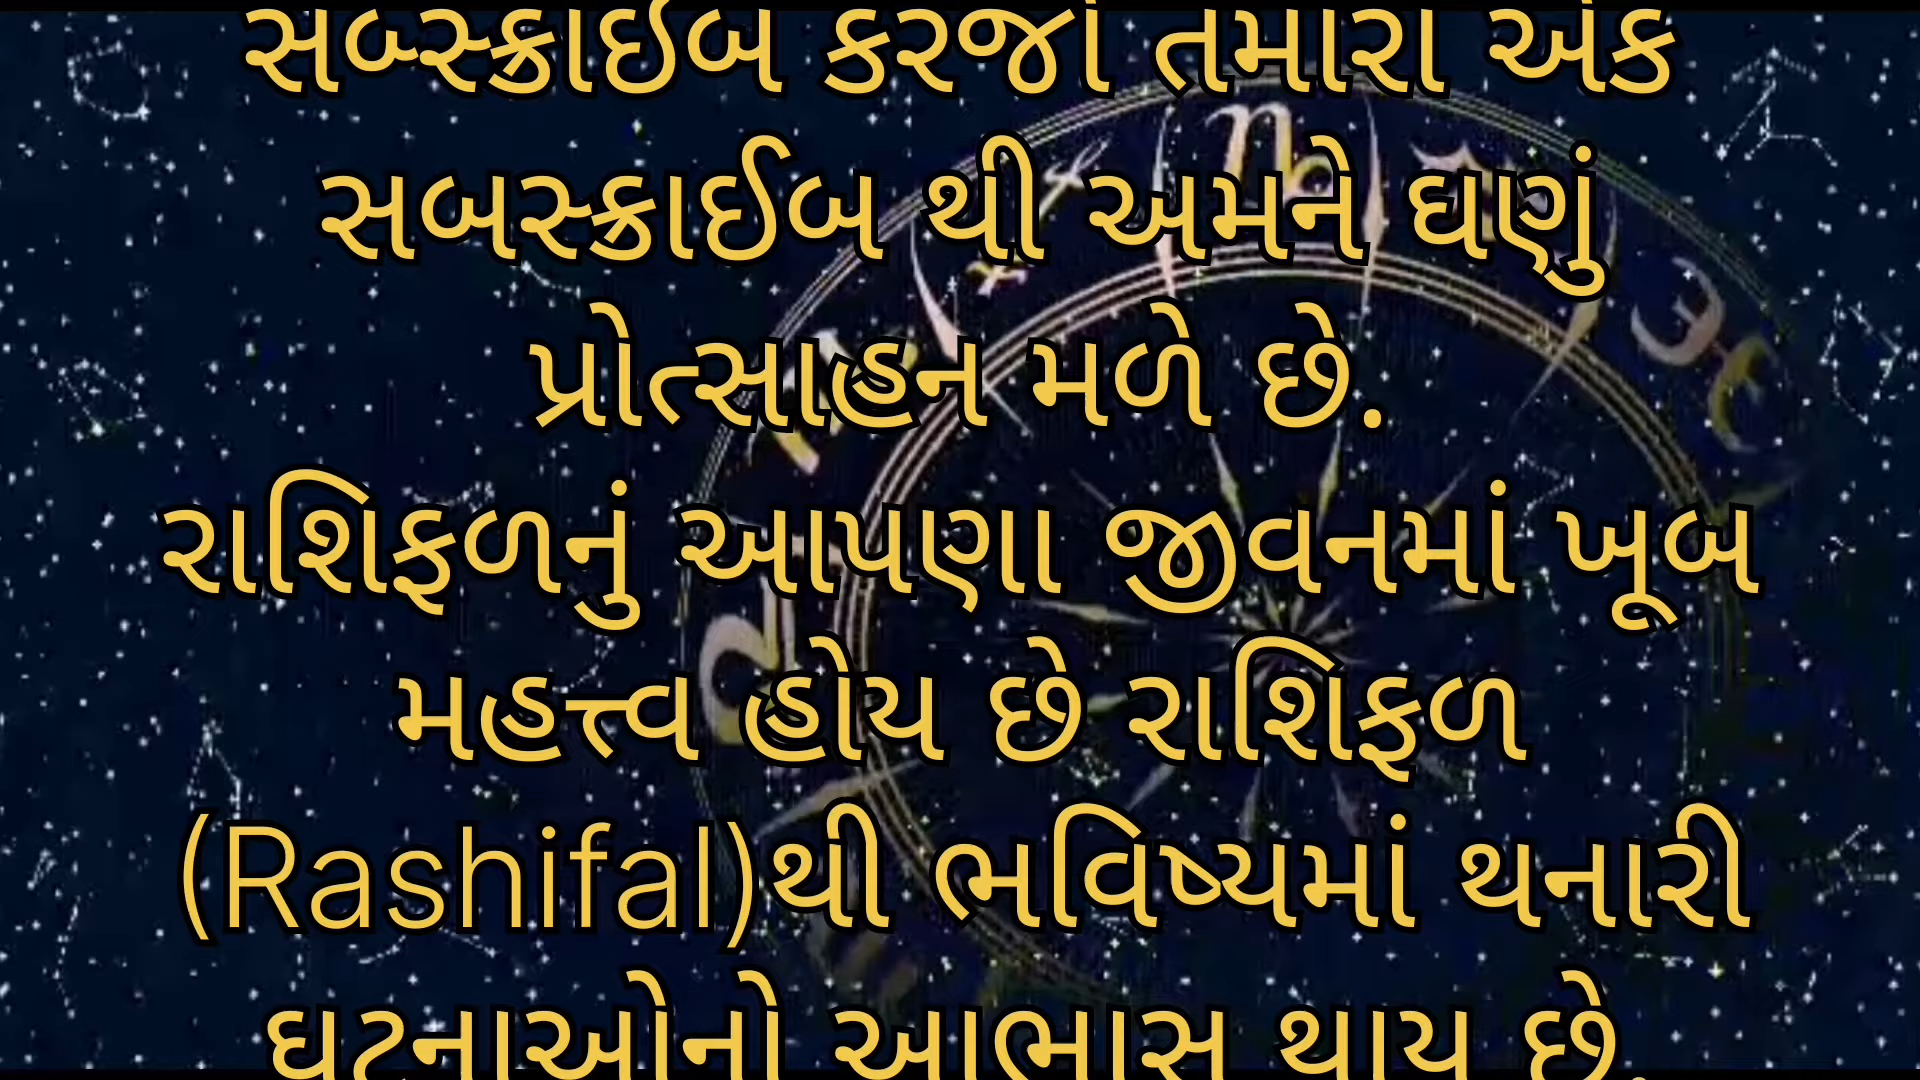 સબ્સ્ક્રાઈબ કરજો તમારા એક
સબસ્ક્રાઈબ થી અમને ઘણું
પ્રોત્સાહન મળે છે.
રાશિફળનું આપણા જીવનમાં ખૂબ
મહત્ત્વ હોય છે રાશિફળ
(Rashifal)થી ભવિષ્યમાં થનારી
ઘટનાઓનો આભાસ થાય છે.